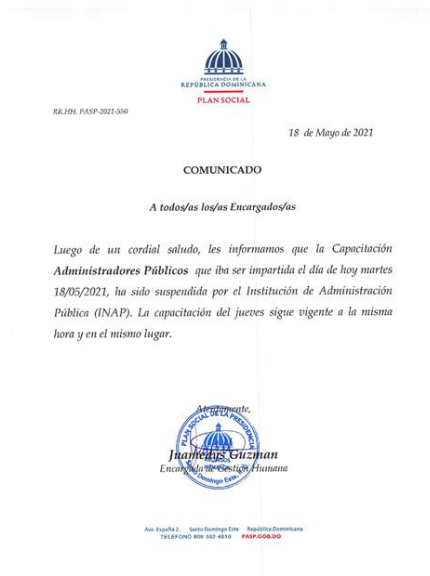 PRESIDENCIA DE LA
REPÚBLICA DOMINICANA
PLAN SOCIAL
RR.HH. PASP-2021-550
18 de Mayo de 2021
COMUNICADO
A todos/as los/as Encargados/as
Luego de un cordial saludo, les informamos que la Capacitación
Administradores Públicos que iba ser impartida el día de hoy martes
18/05/2021, ha sido suspendida por el Institución de Administración
Pública (INAP). La capacitación del jueves sigue vigente a la misma
hora y en el mismo lugar.
Atentamente,
PLAN SOCIAL DE LA PRESIDENCIA
Juamedys Guzman
Encargada de Gestión Humana
Santo Domingo Este
Ave. España 2. Santo Domingo Este República Dominicana
TELÉFONO 809 502 4010 PASP.GOB.DO